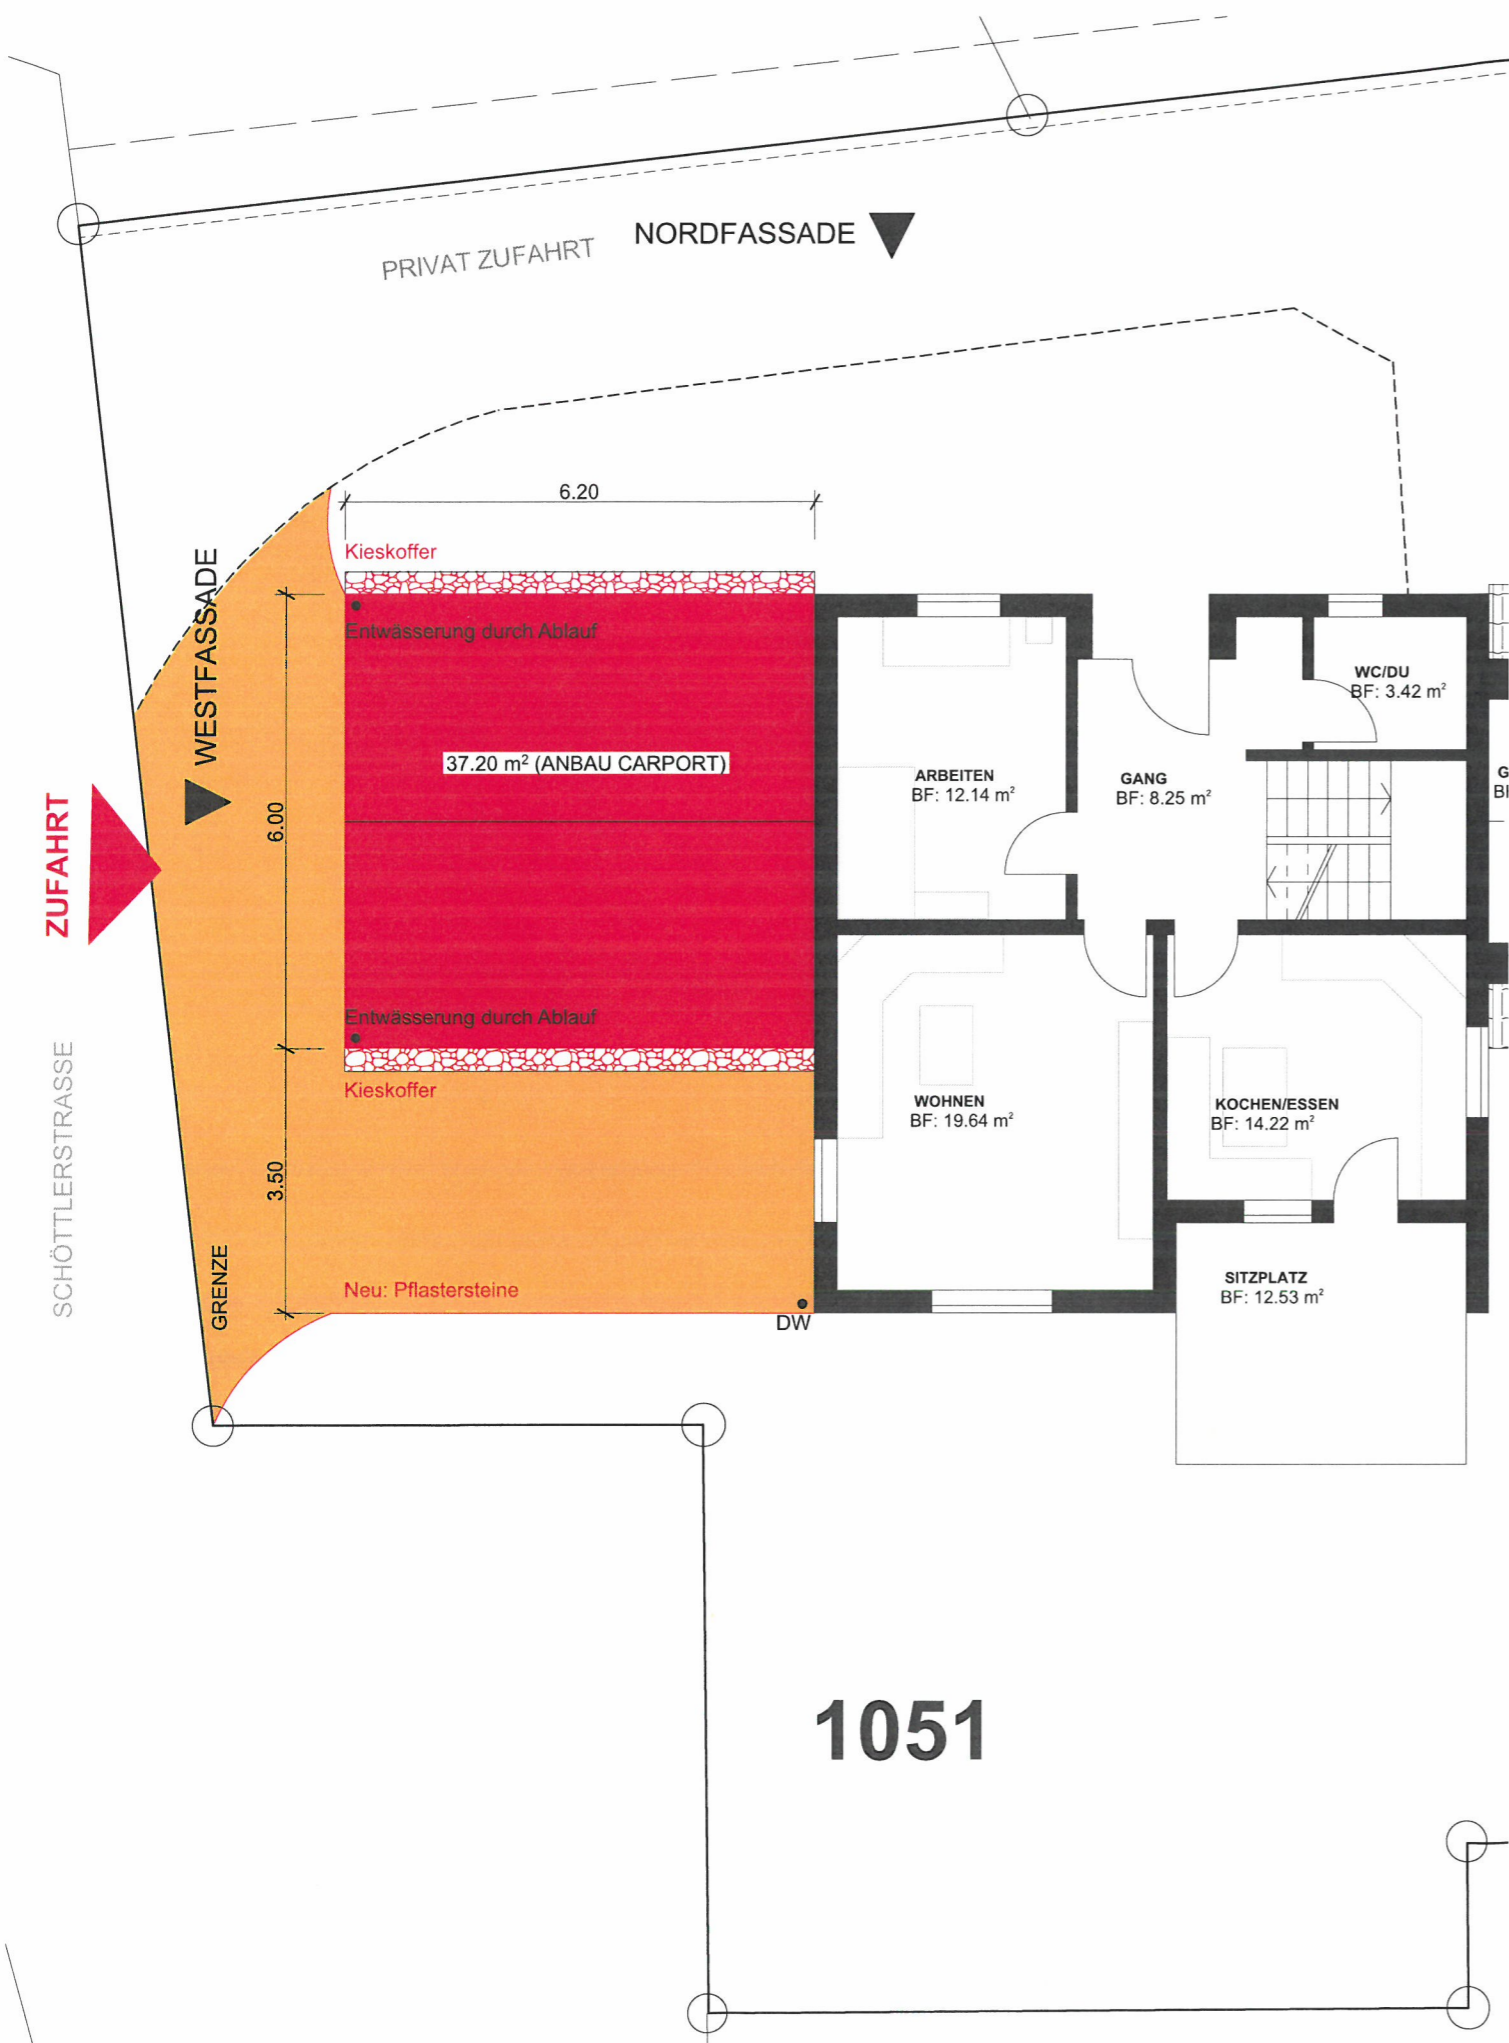 NORDFASSADE
PRIVAT ZUFAHRT
6.20
Kieskoffer
WESTFASSADE
Entwässerung durch Ablauf
WC/DU
BF: 3.42 m²
37.20 m² (ANBAU CARPORT)
ARBEITEN
BF: 12.14 m²
GANG
BF: 8.25 m²
G
ZUFAHRT
6.00
Entwässerung durch Ablauf
Kieskoffer
WOHNEN
BF: 19.64 m²
KOCHEN/ESSEN
BF: 14.22 m²
SCHÖTTLERSTRASSE
3.50
GRENZE
Neu: Pflastersteine
SITZPLATZ
BF: 12.53 m²
DW
1051